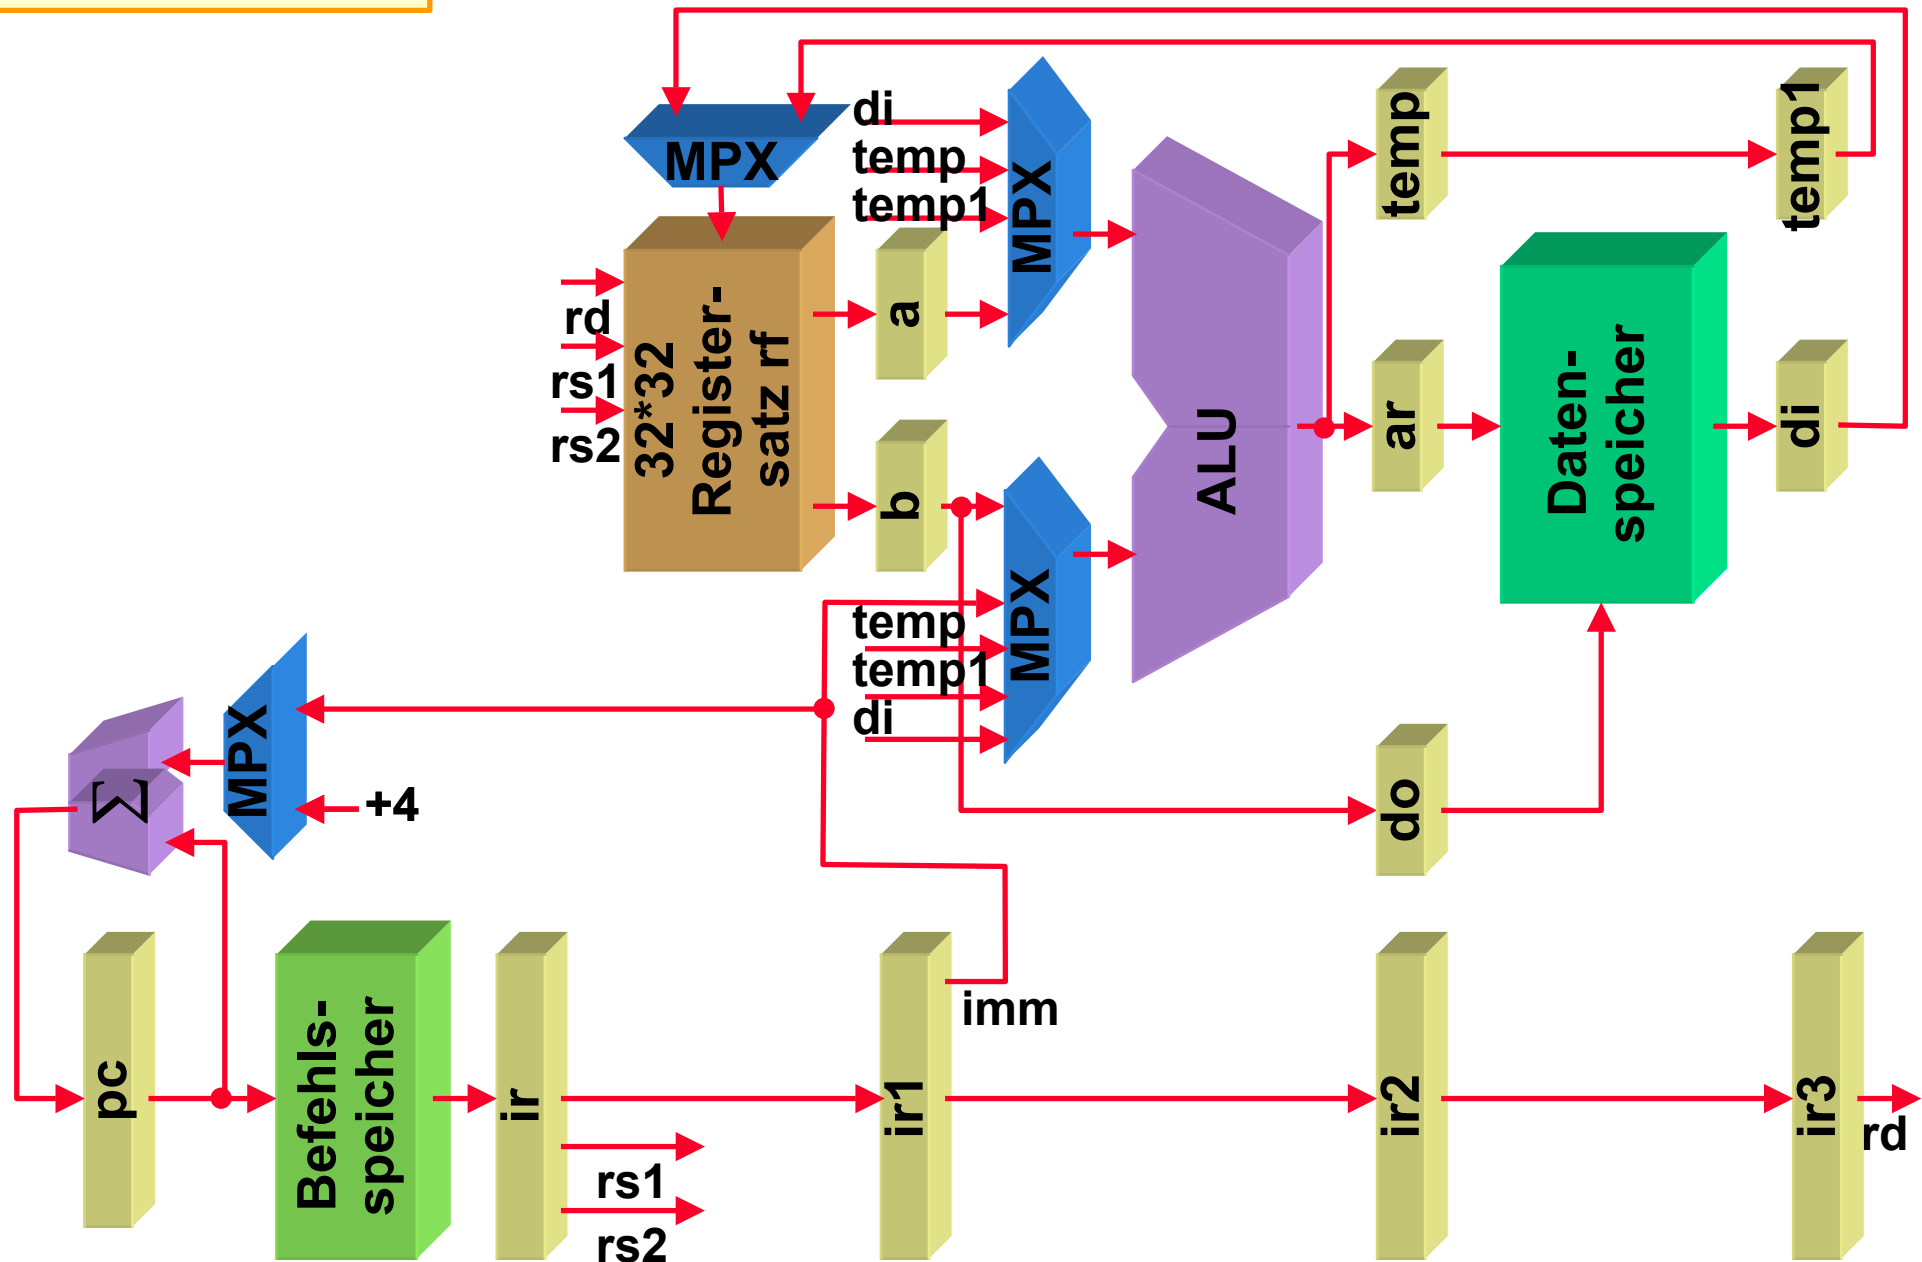 di
temp
temp1
MPX
MPX
temp
temp1
rd
rs1
rs2
32*32
Register-
satz rf
a
b
ALU
ar
Daten-
speicher
di
temp
temp1
di
MPX
MPX
+4
Σ
do
imm
pc
Befehls-
speicher
ir
rs1
rs2
ir1
ir2
ir3
rd